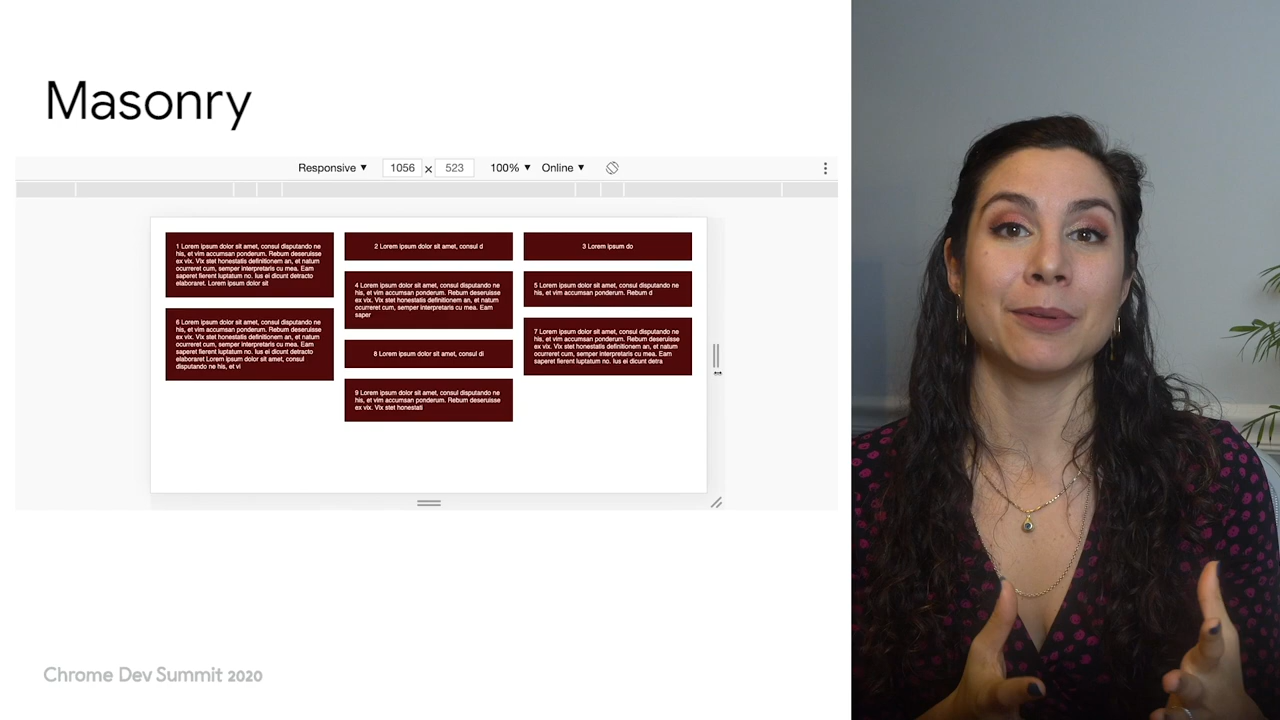 Masonry
Responsive ▼ 1056 × 523 100% ▼ Online ▼
1 Lorem ipsum dolor sit amet, consul disputando ne
his, et vim accumsan ponderum. Rebum deseruisse
ex vix. Vix stet honestatis definitionem an, et natum
ocurreret cum, semper interpretaris cu mea. Eam
saperet fierent luptatum no. Ius ei dicunt detracto
elaboraret. Lorem ipsum dolor sit
2 Lorem ipsum dolor sit amet, consul d
3 Lorem ipsum do
4 Lorem ipsum dolor sit amet, consul disputando ne
his, et vim accumsan ponderum. Rebum deseruisse
ex vix. Vix stet honestatis definitionem an, et natum
ocurreret cum, semper interpretaris cu mea. Eam
saper
5 Lorem ipsum dolor sit amet, consul disputando ne
his, et vim accumsan ponderum. Rebum d
6 Lorem ipsum dolor sit amet, consul disputando ne
his, et vim accumsan ponderum. Rebum deseruisse
ex vix. Vix stet honestatis definitionem an, et natum
ocurreret cum, semper interpretaris cu mea. Eam
saperet fierent luptatum no. Ius ei dicunt detracto
elaboraret Lorem ipsum dolor sit amet, consul
disputando ne his, et vi
7 Lorem ipsum dolor sit amet, consul disputando ne
his, et vim accumsan ponderum. Rebum deseruisse
ex vix. Vix stet honestatis definitionem an, et natum
ocurreret cum, semper interpretaris cu mea. Eam
saperet fierent luptatum no. Ius ei dicunt detra
8 Lorem ipsum dolor sit amet, consul di
9 Lorem ipsum dolor sit amet, consul disputando ne
his, et vim accumsan ponderum. Rebum deseruisse
ex vix. Vix stet honestati
Chrome Dev Summit 2020